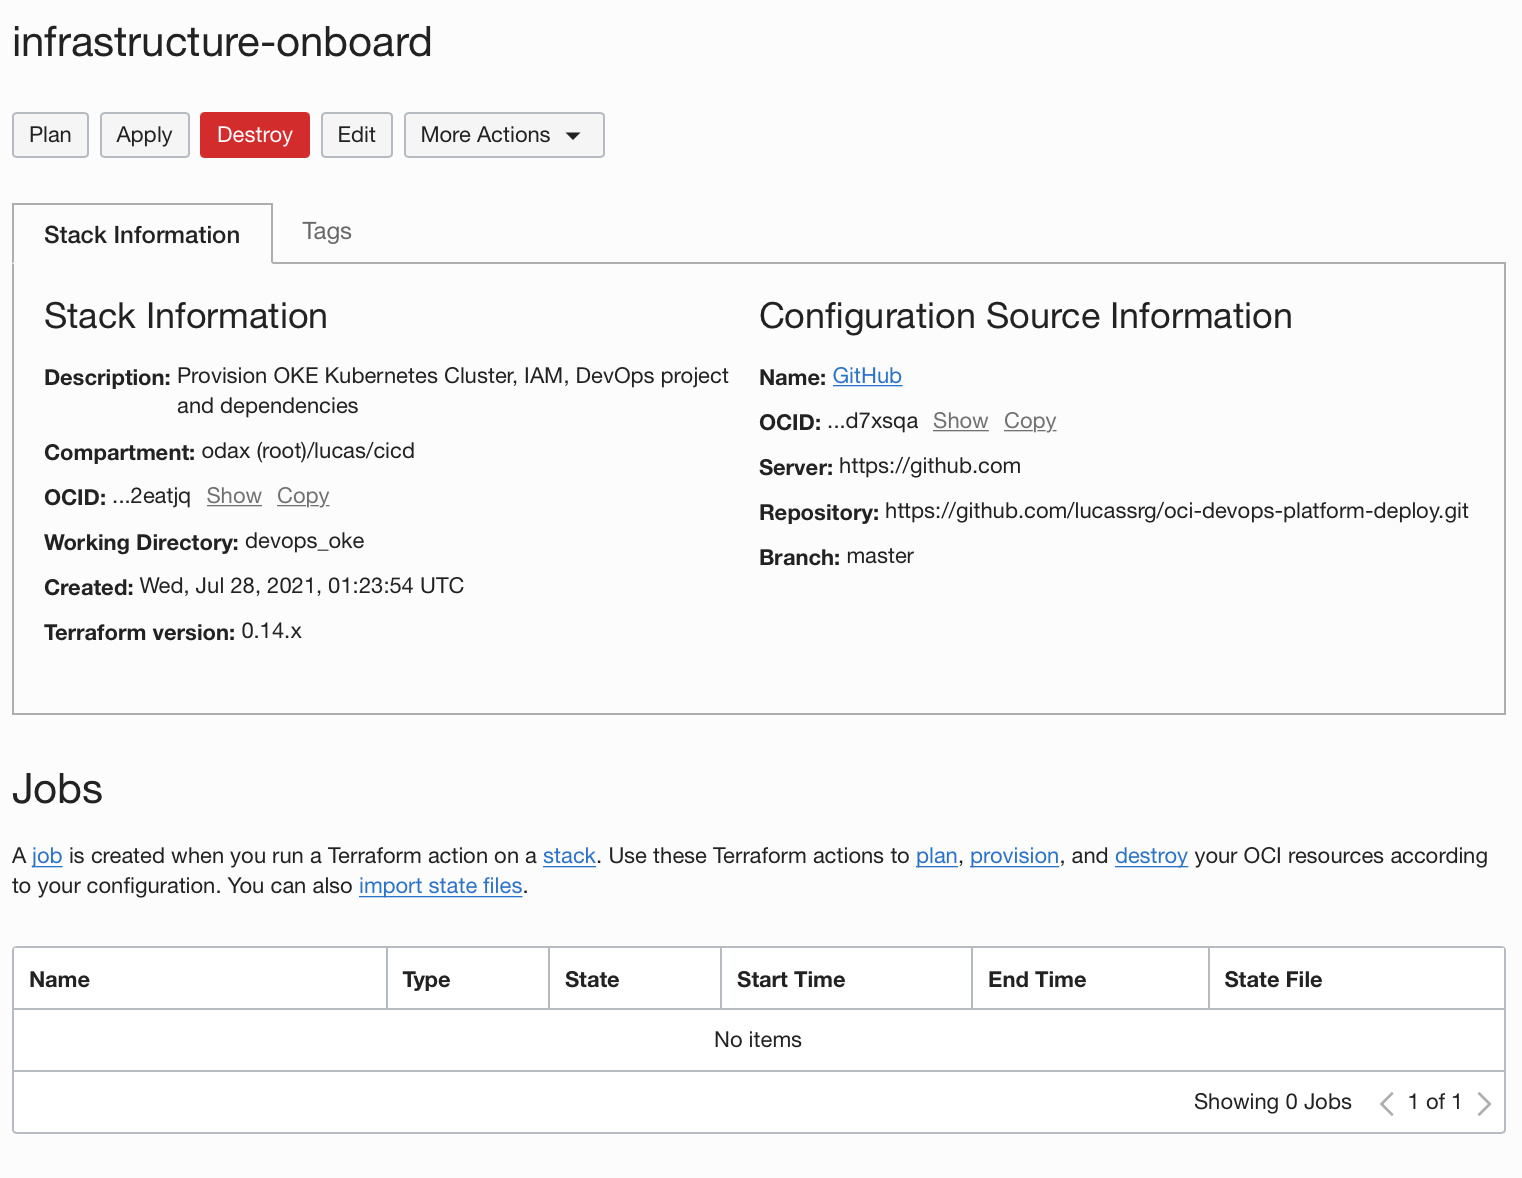 infrastructure-onboard
Plan Apply Destroy Edit More Actions
Stack Information Tags
Stack Information
Description: Provision OKE Kubernetes Cluster, IAM, DevOps project
and dependencies
Compartment: odax (root)/lucas/cicd
OCID: ...2eatjq Show Copy
Working Directory: devops_oke
Created: Wed, Jul 28, 2021, 01:23:54 UTC
Terraform version: 0.14.x
Configuration Source Information
Name: GitHub
OCID: ...d7xsqa Show Copy
Server: https://github.com
Repository: https://github.com/lucassrg/oci-devops-platform-deploy.git
Branch: master
Jobs
A job is created when you run a Terraform action on a stack. Use these Terraform actions to plan, provision, and destroy your OCI resources according
to your configuration. You can also import state files.
Name Type State Start Time End Time State File
No items
Showing 0 Jobs 1 of 1